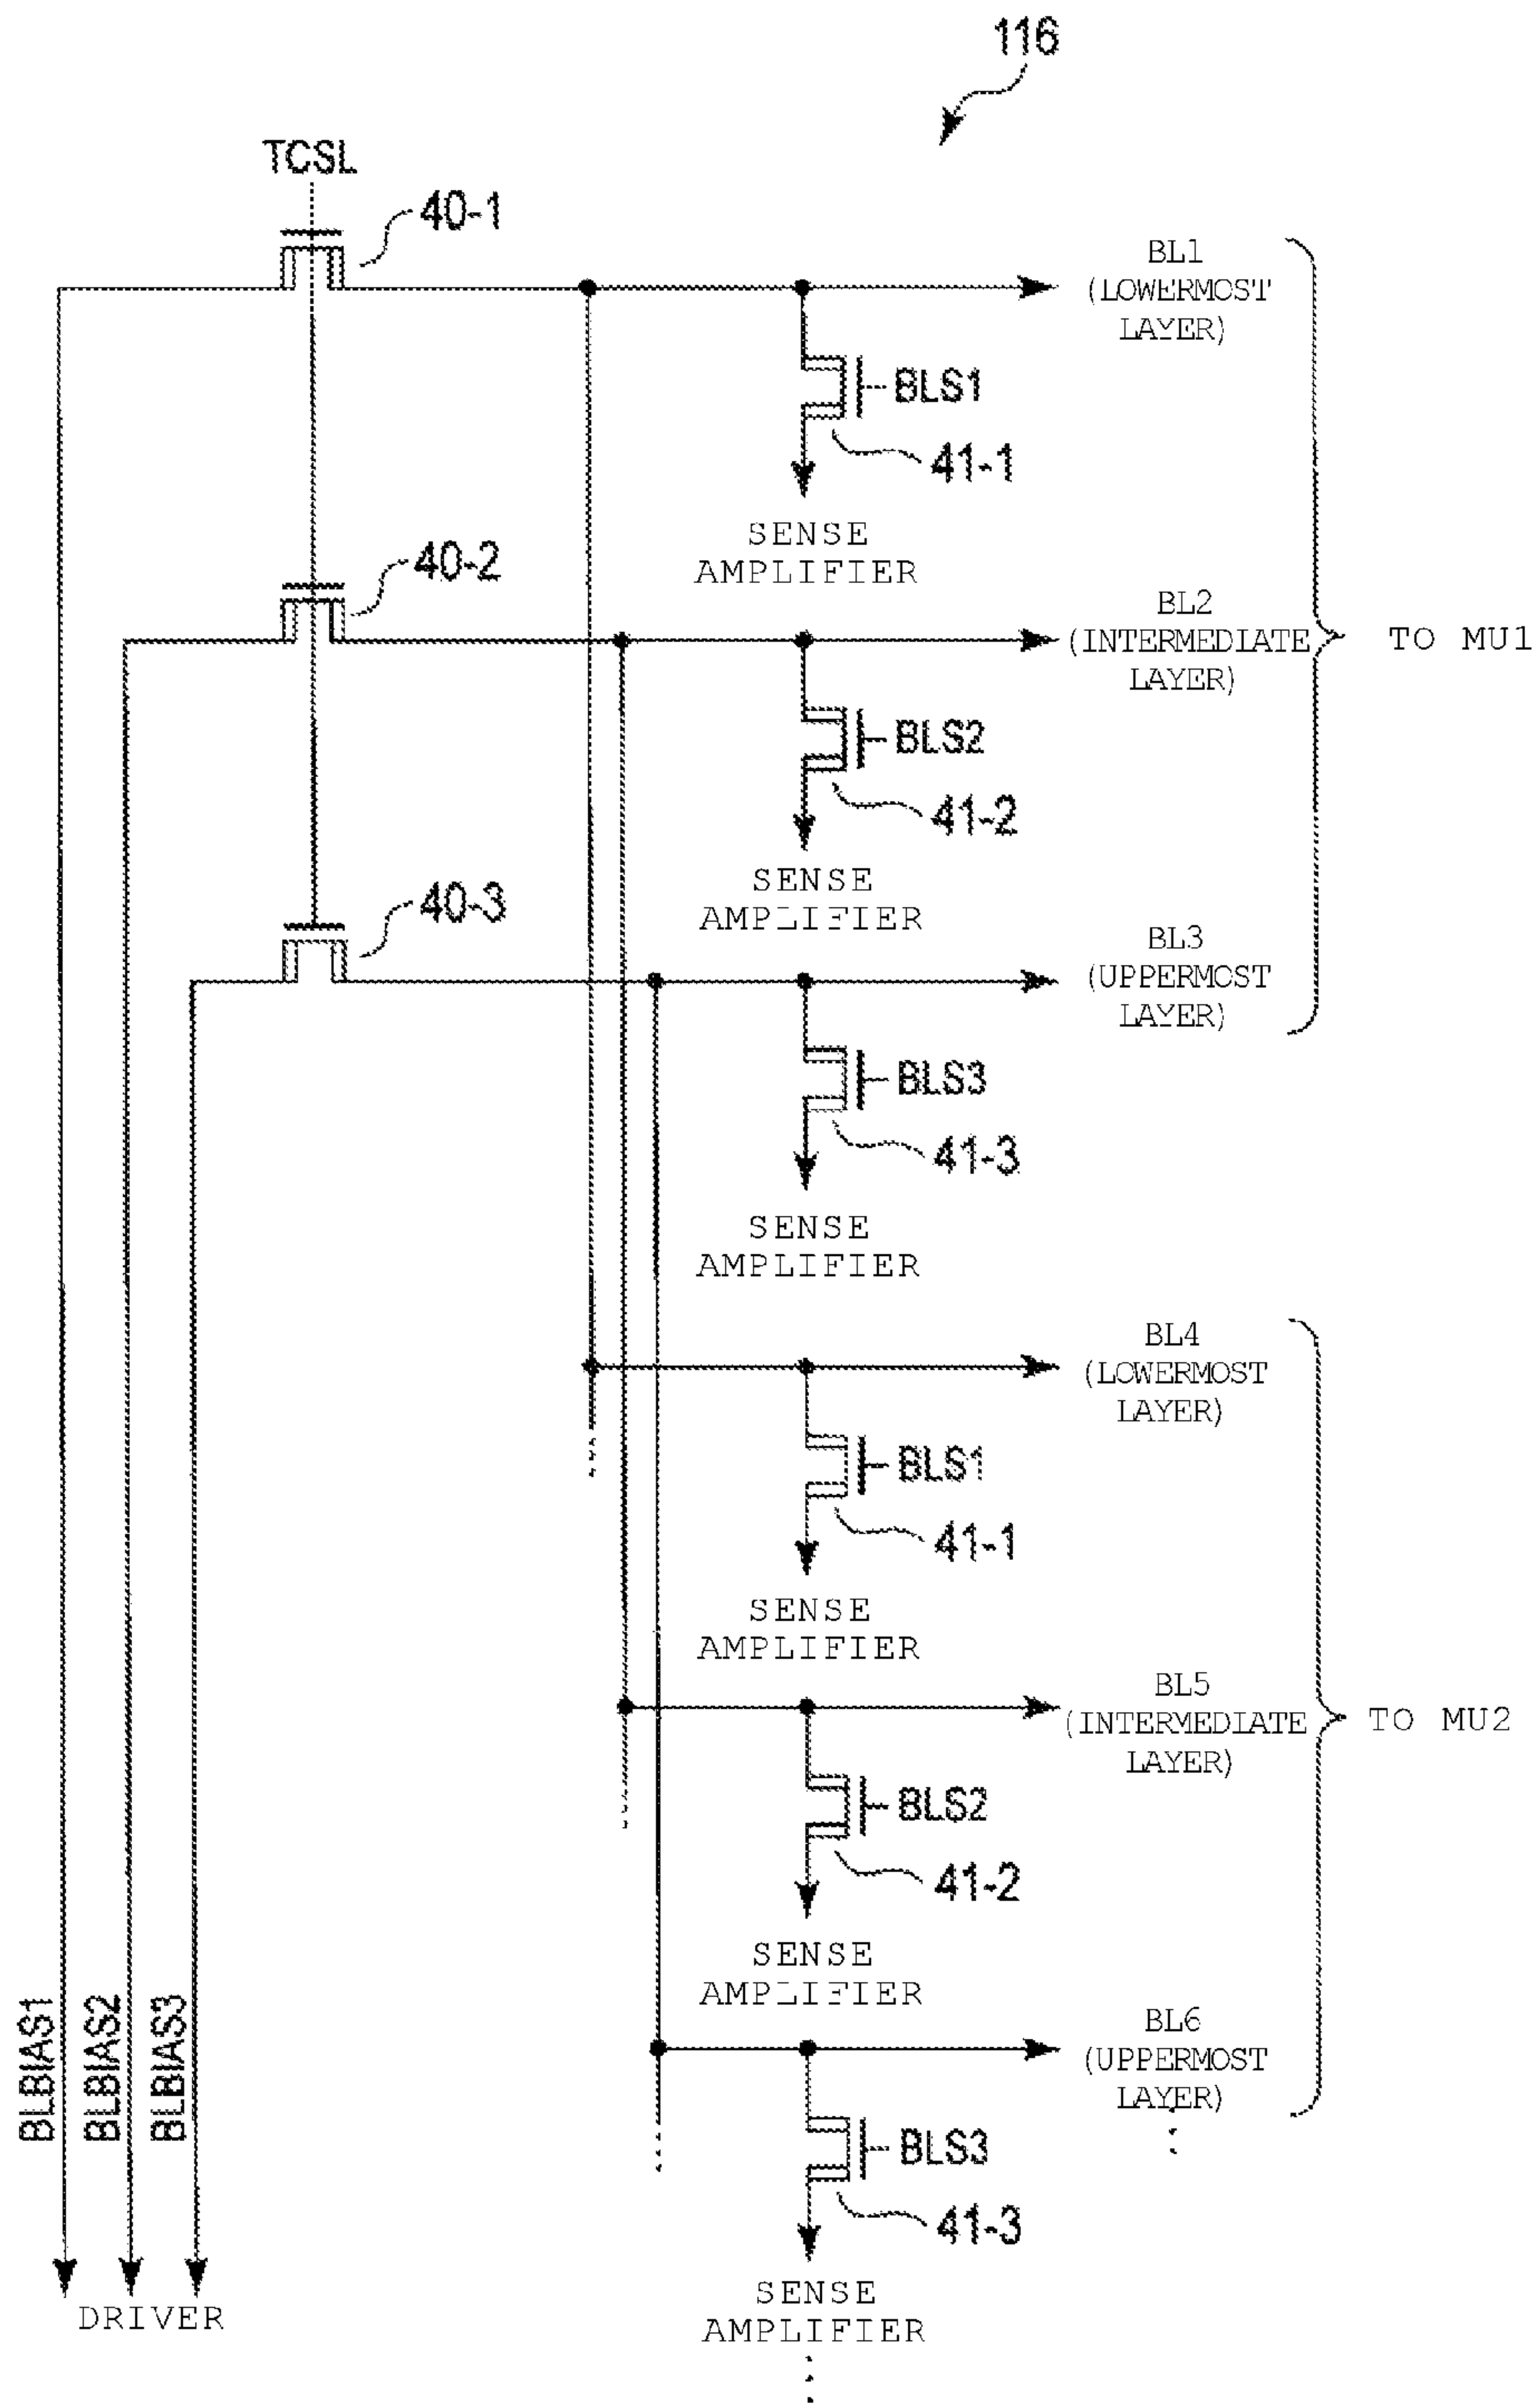 116
TCSL
40-1
BL1
(LOWERMOST
LAYER)
BLS1
41-1
SENSE
AMPLIFIER
40-2
BL2
(INTERMEDIATE
LAYER)
TO MU1
BLS2
41-2
SENSE
AMPLIFIER
40-3
BL3
(UPPERMOST
LAYER)
BLS3
41-3
SENSE
AMPLIFIER
BL4
(LOWERMOST
LAYER)
BLS1
41-1
SENSE
AMPLIFIER
BL5
(INTERMEDIATE
LAYER)
TO MU2
BLS2
41-2
SENSE
AMPLIFIER
BL6
(UPPERMOST
LAYER)
BLS3
41-3
SENSE
AMPLIFIER
BLBIAS1
BLBIAS2
BLBIAS3
DRIVER